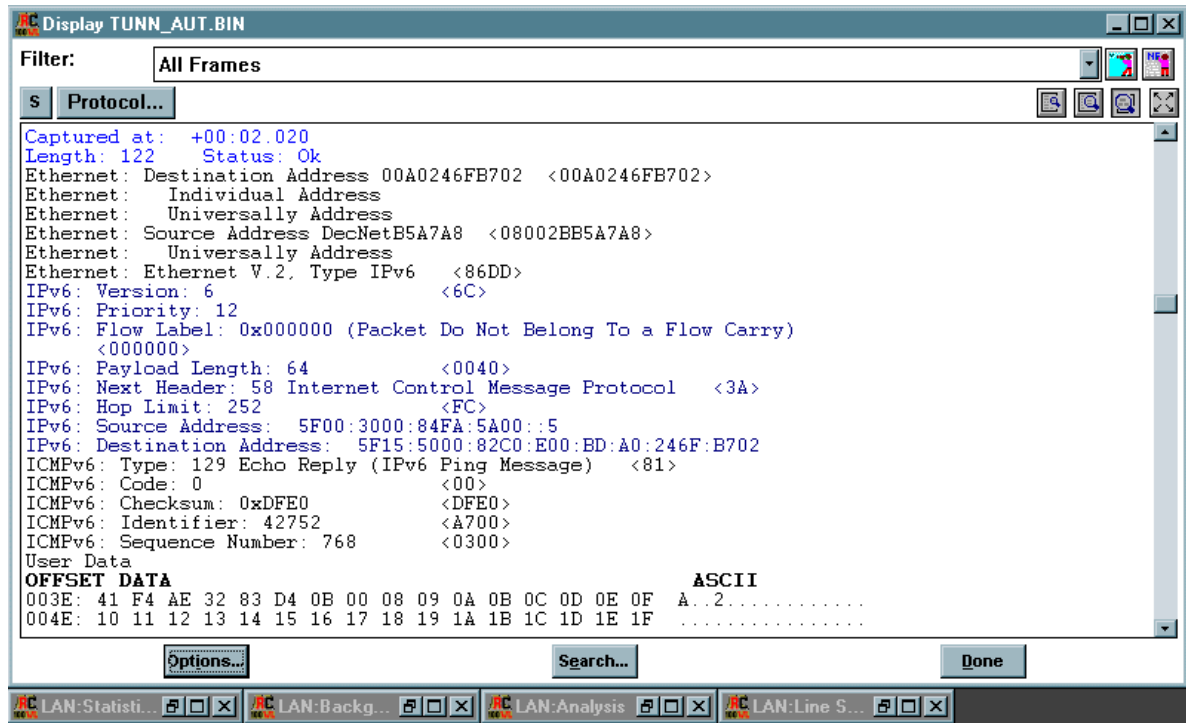 Display TUNN_AUT.BIN
Filter: All Frames
S Protocol...
Captured at: +00:02.020
Length: 122 Status: Ok
Ethernet: Destination Address 00A0246FB702 <00A0246FB702>
Ethernet: Individual Address
Ethernet: Universally Address
Ethernet: Source Address DecNetB5A7A8 <08002BB5A7A8>
Ethernet: Universally Address
Ethernet: Ethernet V.2, Type IPv6 <86DD>
IPv6: Version: 6 <6C>
IPv6: Priority: 12
IPv6: Flow Label: 0x000000 (Packet Do Not Belong To a Flow Carry)
<000000>
IPv6: Payload Length: 64 <0040>
IPv6: Next Header: 58 Internet Control Message Protocol <3A>
IPv6: Hop Limit: 252 <FC>
IPv6: Source Address: 5F00:3000:84FA:5A00::5
IPv6: Destination Address: 5F15:5000:82C0:E00:BD:A0:246F:B702
ICMPv6: Type: 129 Echo Reply (IPv6 Ping Message) <81>
ICMPv6: Code: 0 <00>
ICMPv6: Checksum: 0xDFE0 <DFE0>
ICMPv6: Identifier: 42752 <A700>
ICMPv6: Sequence Number: 768 <0300>
User Data
OFFSET DATA ASCII
003E: 41 F4 AE 32 83 D4 0B 00 08 09 0A 0B 0C 0D 0E 0F A..2............
004E: 10 11 12 13 14 15 16 17 18 19 1A 1B 1C 1D 1E 1F ................
Options... Search... Done
LAN:Statisti... LAN:Backg... LAN:Analysis LAN:Line S...